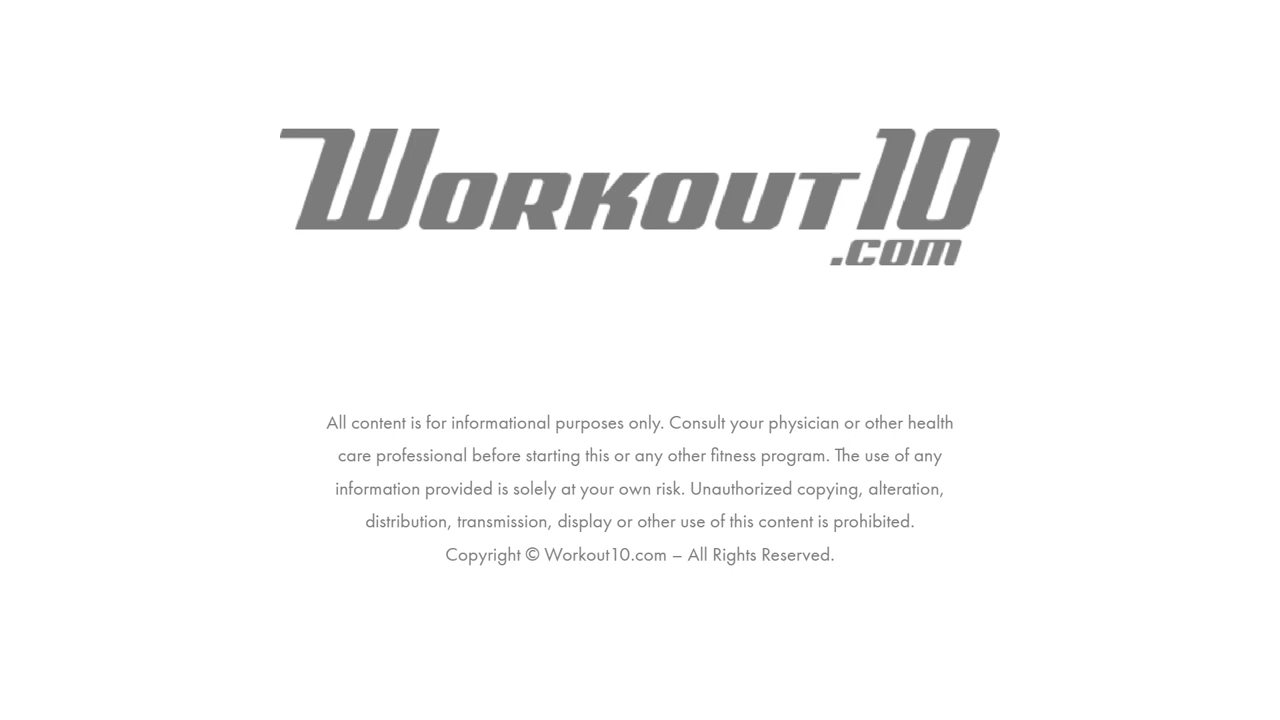 Workout10
.com
All content is for informational purposes only. Consult your physician or other health
care professional before starting this or any other fitness program. The use of any
information provided is solely at your own risk. Unauthorized copying, alteration,
distribution, transmission, display or other use of this content is prohibited.
Copyright © Workout10.com – All Rights Reserved.